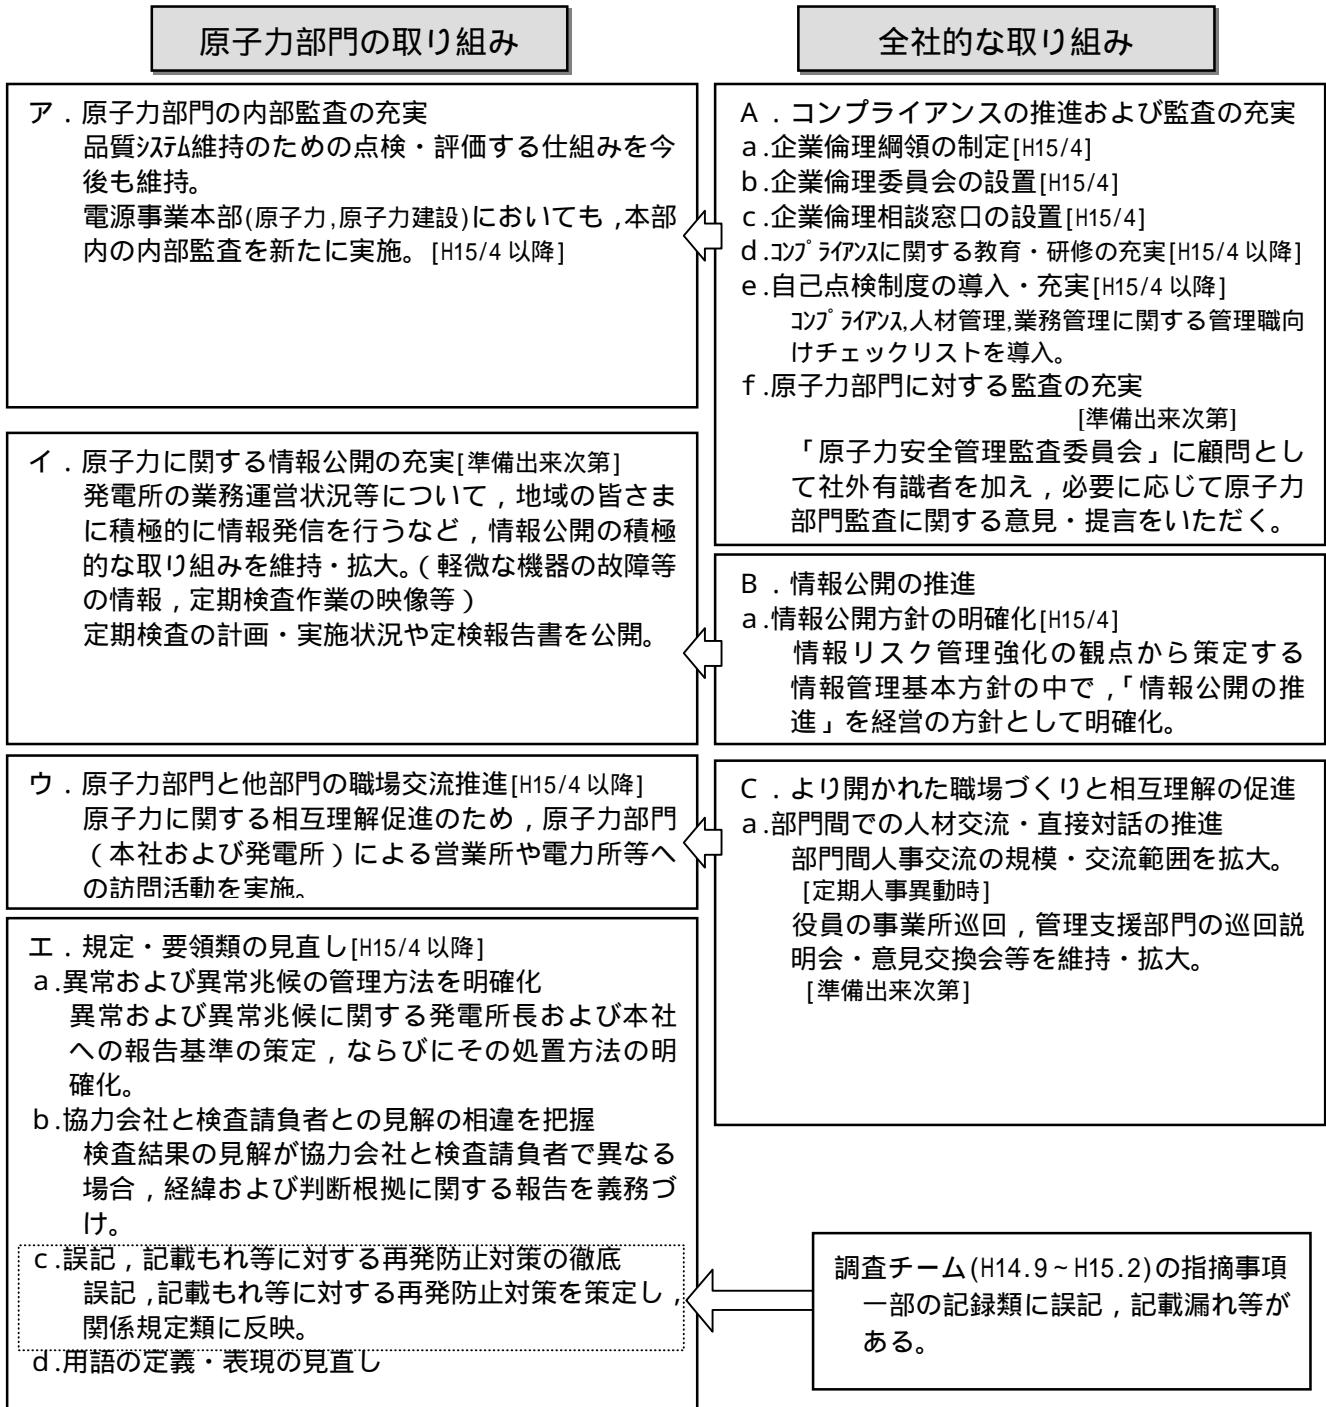 原子力部門の取り組み
ア．原子力部門の内部監査の充実
品質ｼｽﾃﾑ維持のための点検・評価する仕組みを今
後も維持。
電源事業本部(原子力,原子力建設)においても，本部
内の内部監査を新たに実施。[H15/4 以降]
イ．原子力に関する情報公開の充実[準備出来次第]
発電所の業務運営状況等について，地域の皆さま
に積極的に情報発信を行うなど，情報公開の積極
的な取り組みを維持・拡大。（軽微な機器の故障等
の情報，定期検査作業の映像等）
定期検査の計画・実施状況や定検報告書を公開。
ウ．原子力部門と他部門の職場交流推進[H15/4 以降]
原子力に関する相互理解促進のため，原子力部門
（本社および発電所）による営業所や電力所等へ
の訪問活動を実施。
エ．規定・要領類の見直し[H15/4 以降]
ａ.異常および異常兆候の管理方法を明確化
異常および異常兆候に関する発電所長および本社
への報告基準の策定，ならびにその処置方法の明
確化。
ｂ.協力会社と検査請負者との見解の相違を把握
検査結果の見解が協力会社と検査請負者で異なる
場合，経緯および判断根拠に関する報告を義務づ
け。
ｃ.誤記，記載もれ等に対する再発防止対策の徹底
誤記，記載もれ等に対する再発防止対策を策定し，
関係規定類に反映。
ｄ.用語の定義・表現の見直し
全社的な取り組み
Ａ．コンプライアンスの推進および監査の充実
ａ.企業倫理綱領の制定[H15/4]
ｂ.企業倫理委員会の設置[H15/4]
ｃ.企業倫理相談窓口の設置[H15/4]
ｄ.ｺﾝﾌﾟﾗｲｱﾝｽに関する教育・研修の充実[H15/4 以降]
ｅ.自己点検制度の導入・充実[H15/4 以降]
ｺﾝﾌﾟﾗｲｱﾝｽ,人材管理,業務管理に関する管理職向
けチェックリストを導入。
ｆ.原子力部門に対する監査の充実
[準備出来次第]
「原子力安全管理監査委員会」に顧問とし
て社外有識者を加え，必要に応じて原子力
部門監査に関する意見・提言をいただく。
Ｂ．情報公開の推進
ａ.情報公開方針の明確化[H15/4]
情報リスク管理強化の観点から策定する
情報管理基本方針の中で，「情報公開の推
進」を経営の方針として明確化。
Ｃ．より開かれた職場づくりと相互理解の促進
ａ.部門間での人材交流・直接対話の推進
部門間人事交流の規模・交流範囲を拡大。
[定期人事異動時]
役員の事業所巡回，管理支援部門の巡回説
明会・意見交換会等を維持・拡大。
[準備出来次第]
調査チーム(H14.9～H15.2)の指摘事項
一部の記録類に誤記，記載漏れ等が
ある。